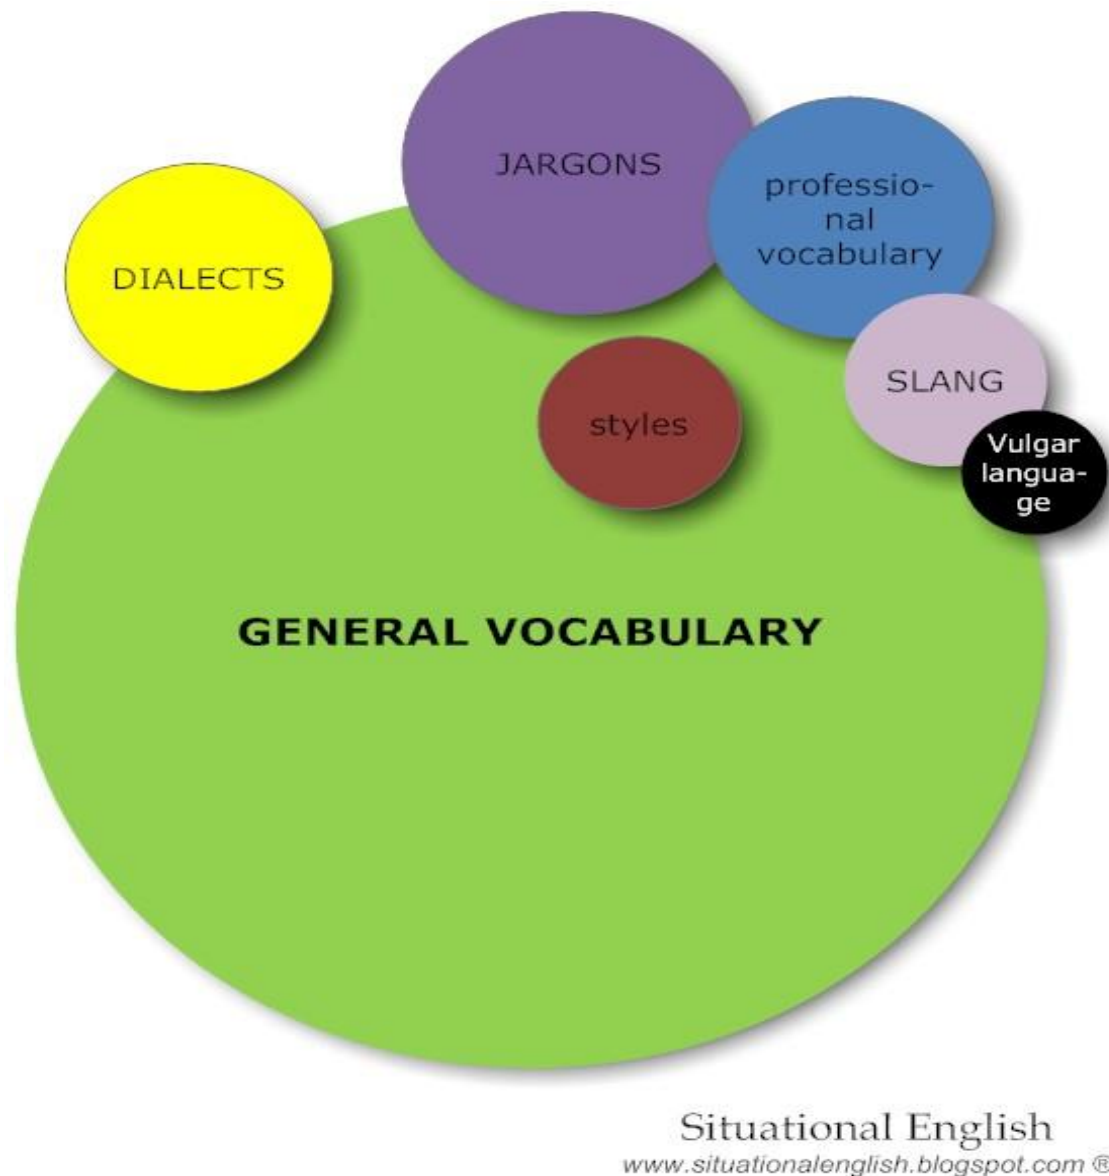 JARGONS
professio-
nal
vocabulary
DIALECTS
SLANG
styles
Vulgar
langua-
ge
GENERAL VOCABULARY
Situational English
www.situationalenglish.blogspot.com ®